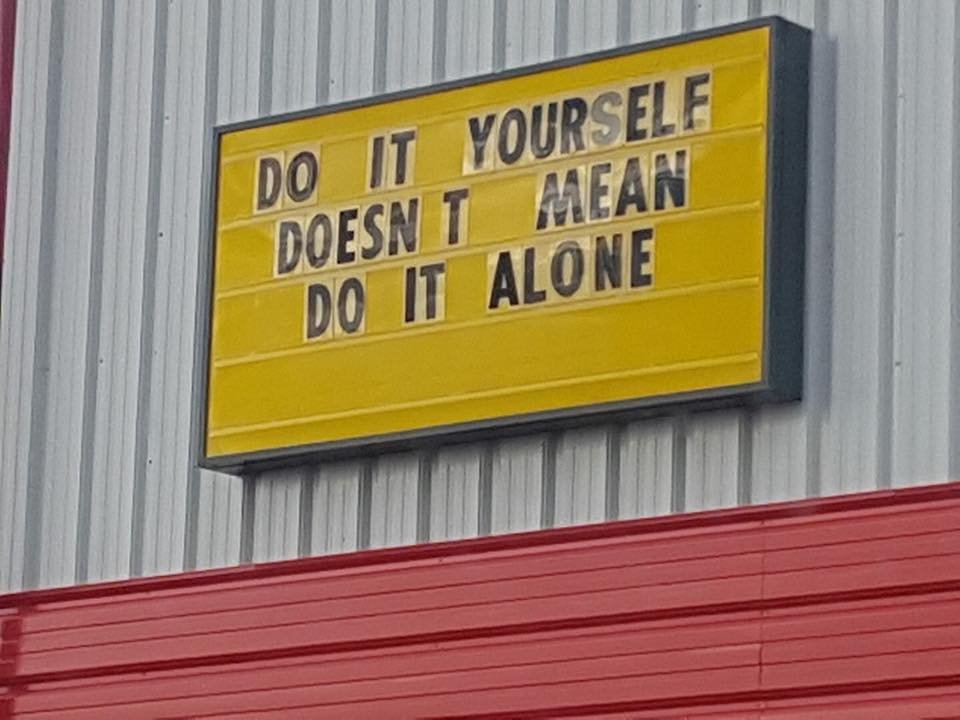 DO IT YOURSELF
DOESN T MEAN
DO IT ALONE